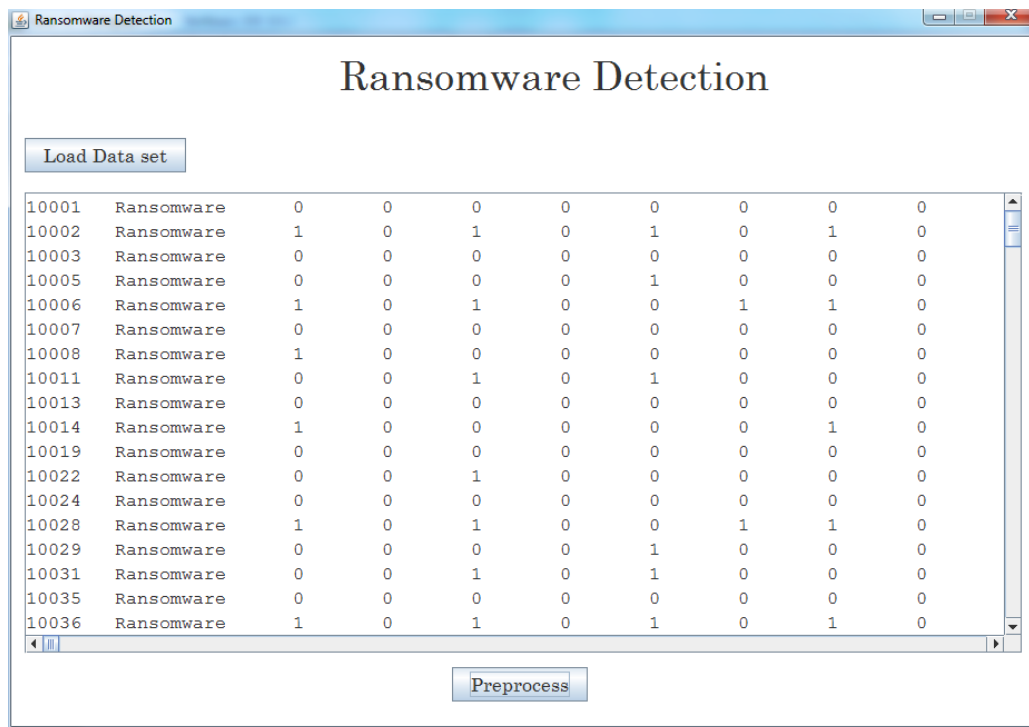 Ransomware Detection
Ransomware Detection
Load Data set
10001 Ransomware 0 0 0 0 0 0 0 0
10002 Ransomware 1 0 1 0 1 0 1 0
10003 Ransomware 0 0 0 0 0 0 0 0
10005 Ransomware 0 0 0 0 1 0 0 0
10006 Ransomware 1 0 1 0 0 1 1 0
10007 Ransomware 0 0 0 0 0 0 0 0
10008 Ransomware 1 0 0 0 0 0 0 0
10011 Ransomware 0 0 1 0 1 0 0 0
10013 Ransomware 0 0 0 0 0 0 0 0
10014 Ransomware 1 0 0 0 0 0 1 0
10019 Ransomware 0 0 0 0 0 0 0 0
10022 Ransomware 0 0 1 0 0 0 0 0
10024 Ransomware 0 0 0 0 0 0 0 0
10028 Ransomware 1 0 1 0 0 1 1 0
10029 Ransomware 0 0 0 0 1 0 0 0
10031 Ransomware 0 0 1 0 1 0 0 0
10035 Ransomware 0 0 0 0 0 0 0 0
10036 Ransomware 1 0 1 0 1 0 1 0
Preprocess